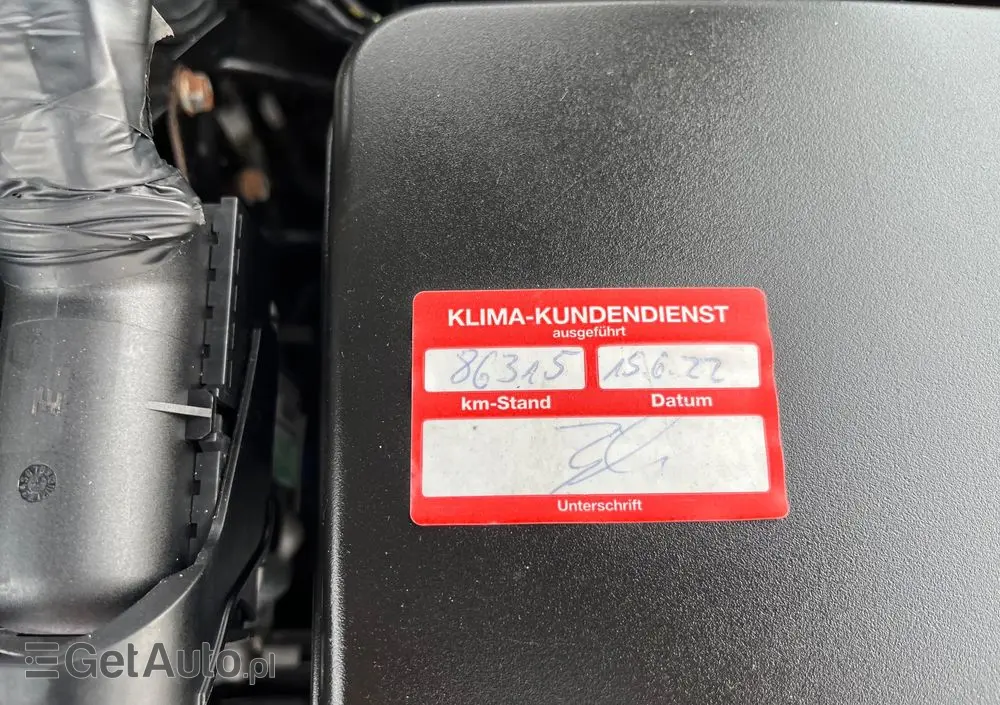 KLIMA-KUNDENDIENST
ausgeführt
86315 15.6.22
km-Stand Datum
Unterschrift
GetAuto.pl